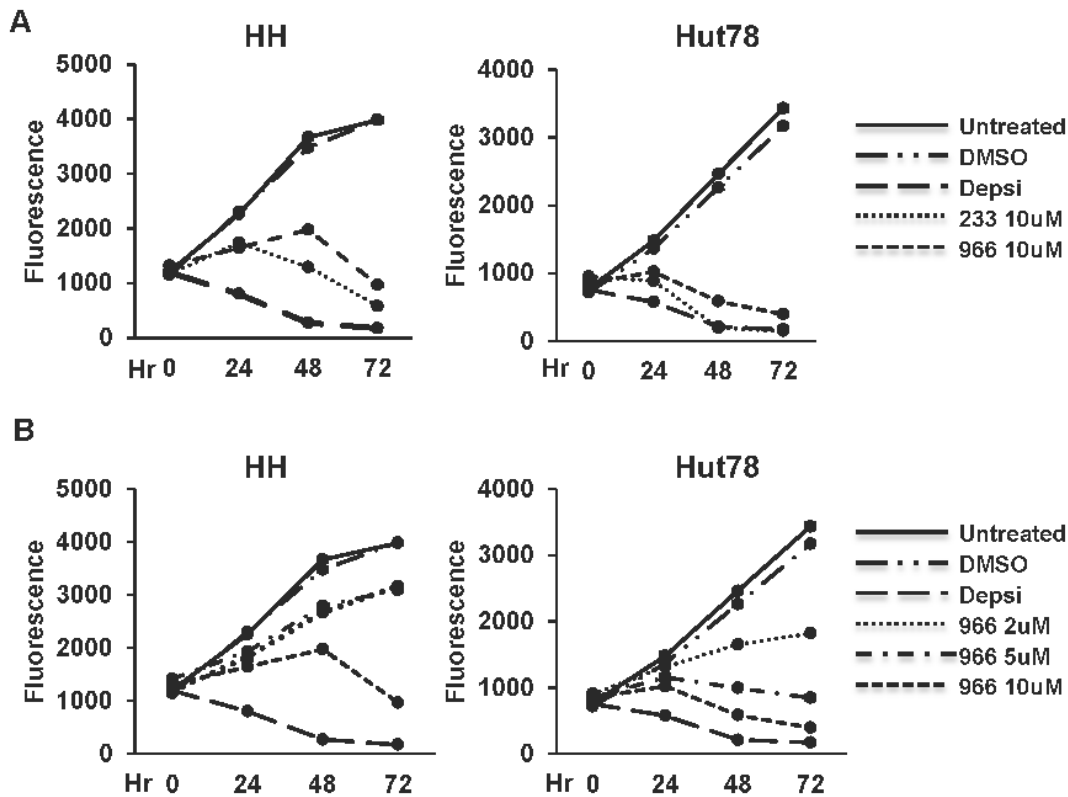 A
HH
Hut78
Fluorescence
5000
4000
3000
2000
1000
0
Hr 0 24 48 72
Fluorescence
4000
3000
2000
1000
0
Hr 0 24 48 72
Untreated
DMSO
Depsi
233 10uM
966 10uM
B
HH
Hut78
Fluorescence
5000
4000
3000
2000
1000
0
Hr 0 24 48 72
Fluorescence
4000
3000
2000
1000
0
Hr 0 24 48 72
Untreated
DMSO
Depsi
966 2uM
966 5uM
966 10uM